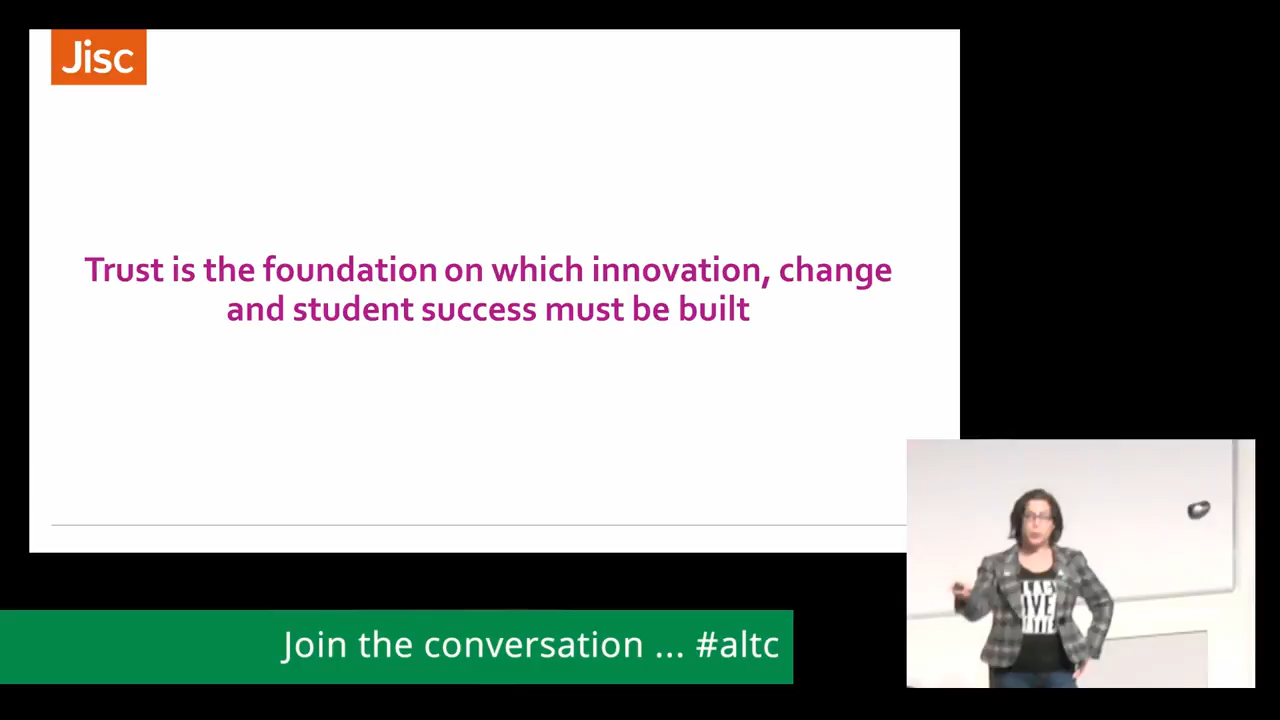 Jisc
Trust is the foundation on which innovation, change
and student success must be built
Join the conversation ... #altc